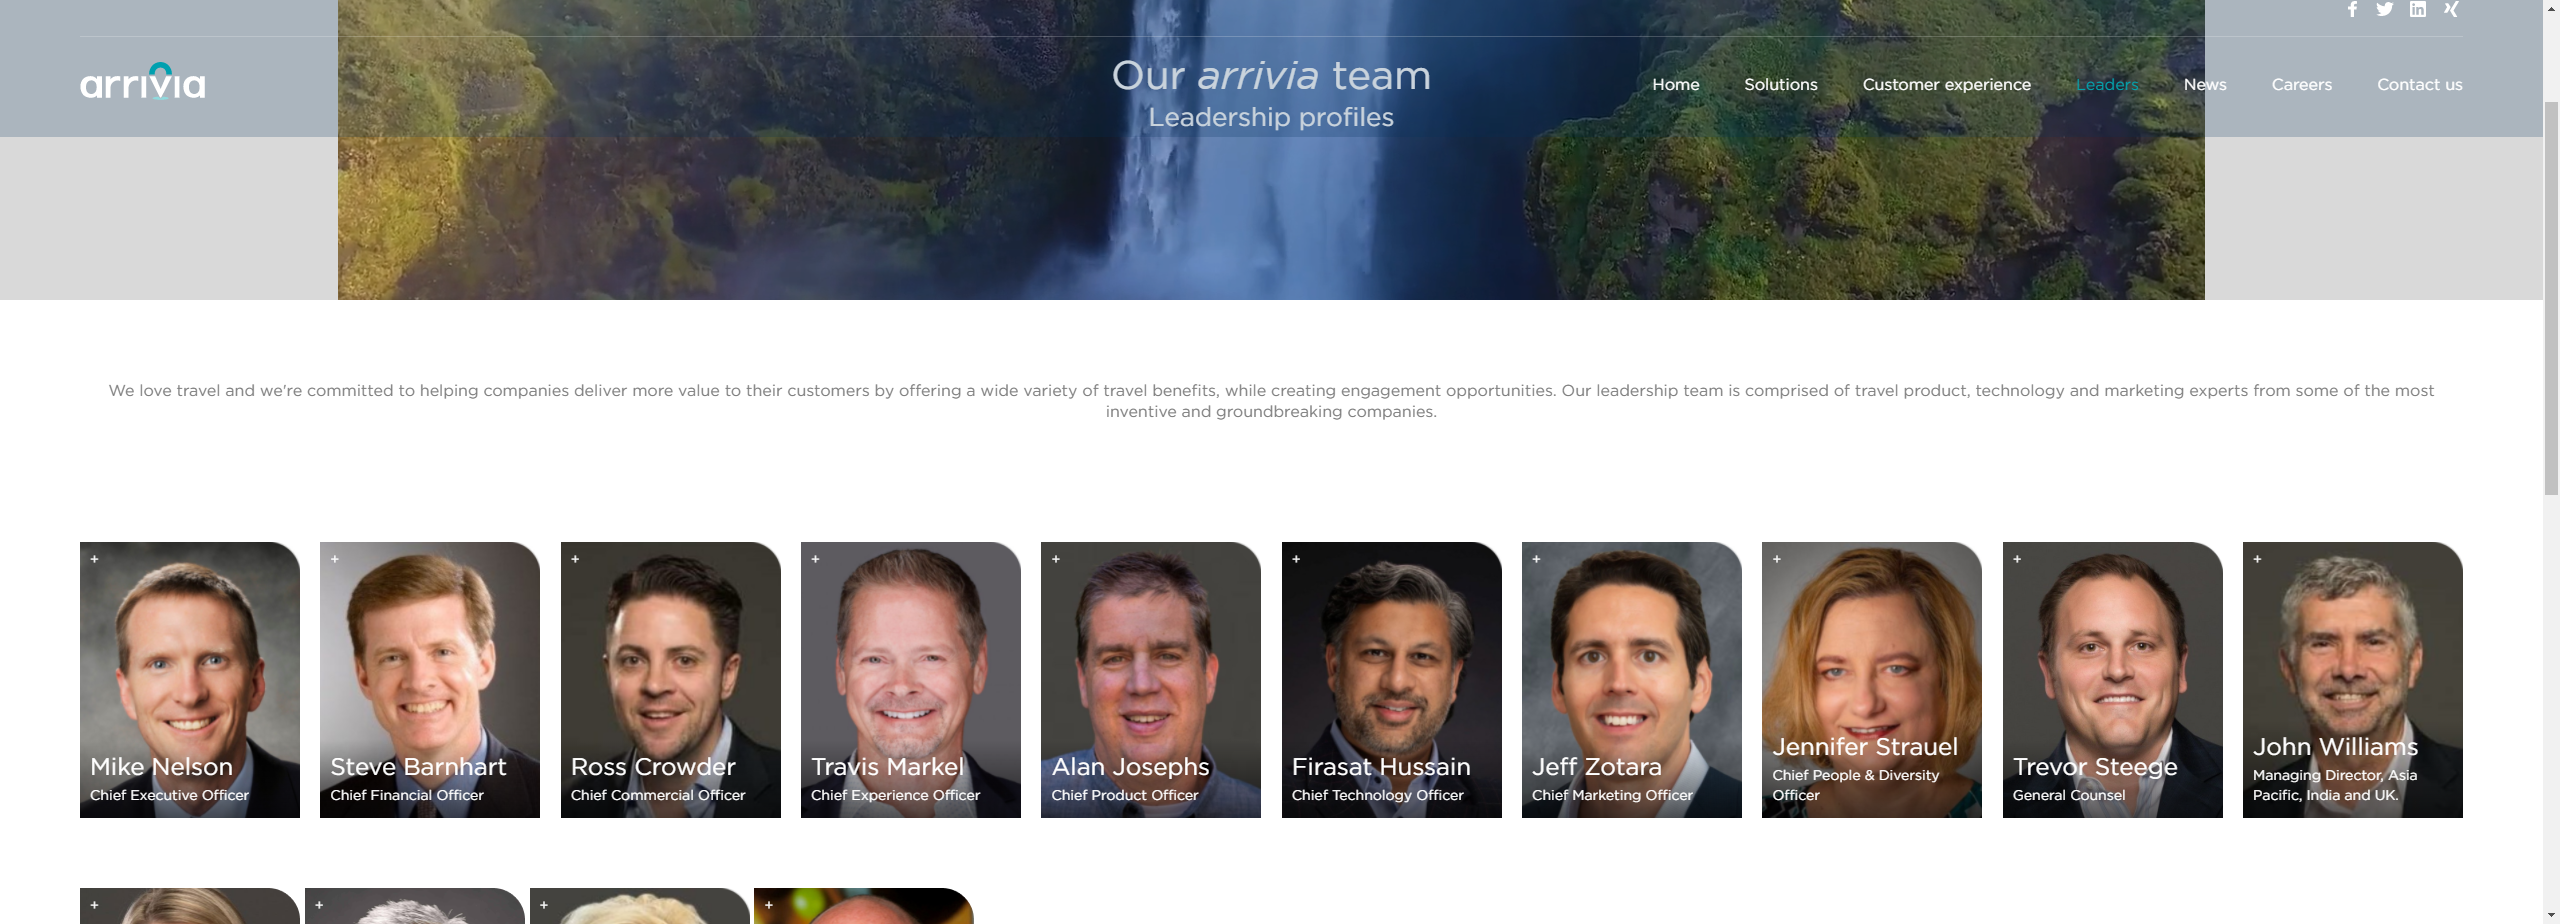 arrivia
Our arrivia team
Leadership profiles
Home
Solutions
Customer experience
Leaders
News
Careers
Contact us
We love travel and we're committed to helping companies deliver more value to their customers by offering a wide variety of travel benefits, while creating engagement opportunities. Our leadership team is comprised of travel product, technology and marketing experts from some of the most
inventive and groundbreaking companies.
+
Mike Nelson
Chief Executive Officer
+
Steve Barnhart
Chief Financial Officer
+
Ross Crowder
Chief Commercial Officer
+
Travis Markel
Chief Experience Officer
+
Alan Josephs
Chief Product Officer
+
Firasat Hussain
Chief Technology Officer
+
Jeff Zotara
Chief Marketing Officer
+
Jennifer Strauel
Chief People & Diversity
Officer
+
Trevor Steege
General Counsel
+
John Williams
Managing Director, Asia
Pacific, India and UK.
+
+
+
+